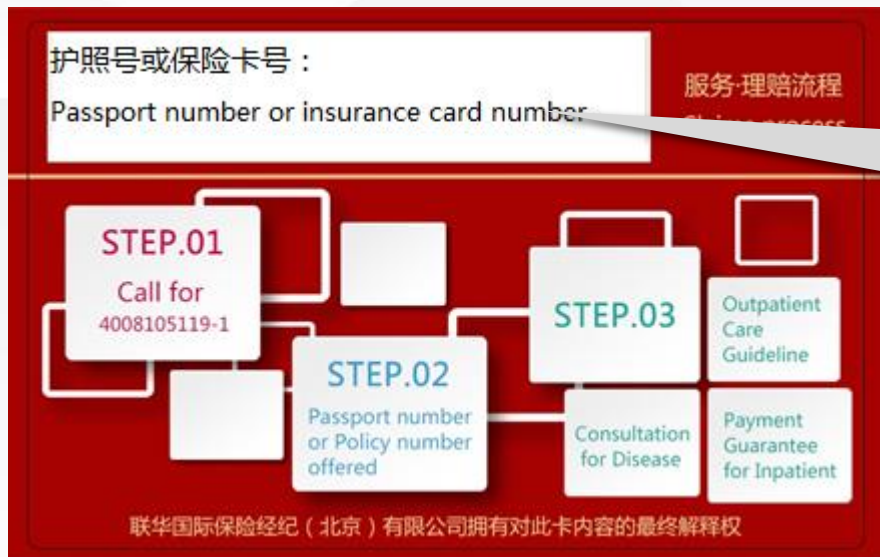 护照号或保险卡号：
Passport number or insurance card number
服务·理赔流程
Claims process
STEP.01
Call for
4008105119-1
STEP.02
Passport number
or Policy number
offered
STEP.03
Outpatient
Care
Guideline
Consultation
for Disease
Payment
Guarantee
for Inpatient
联华国际保险经纪（北京）有限公司拥有对此卡内容的最终解释权